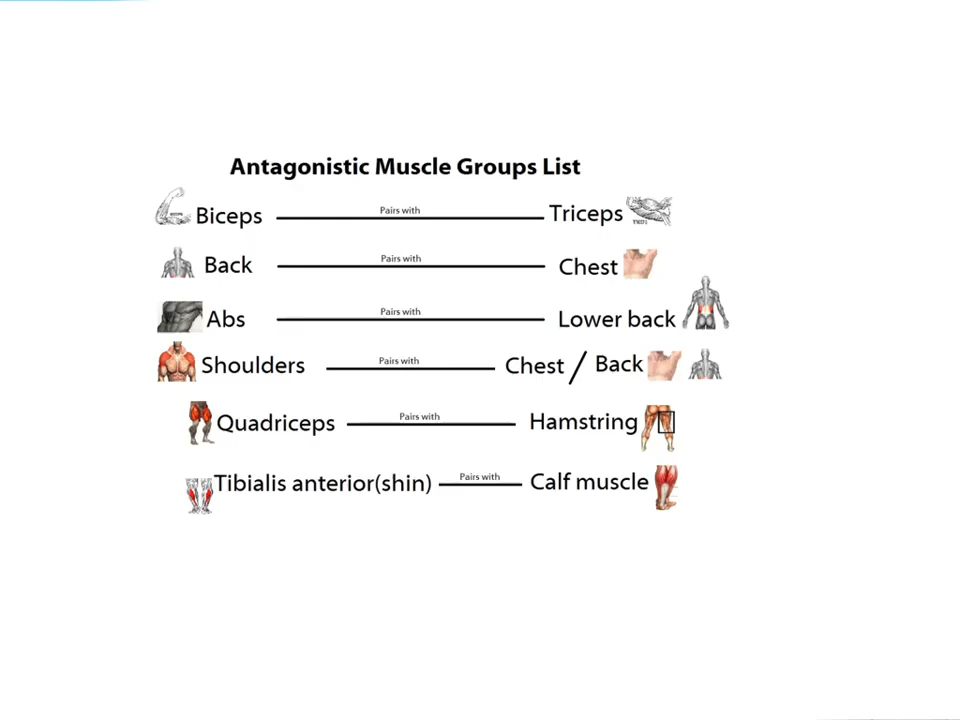 Antagonistic Muscle Groups List
Biceps Pairs with Triceps
Back Pairs with Chest
Abs Pairs with Lower back
Shoulders Pairs with Chest / Back
Quadriceps Pairs with Hamstring
Tibialis anterior(shin) Pairs with Calf muscle